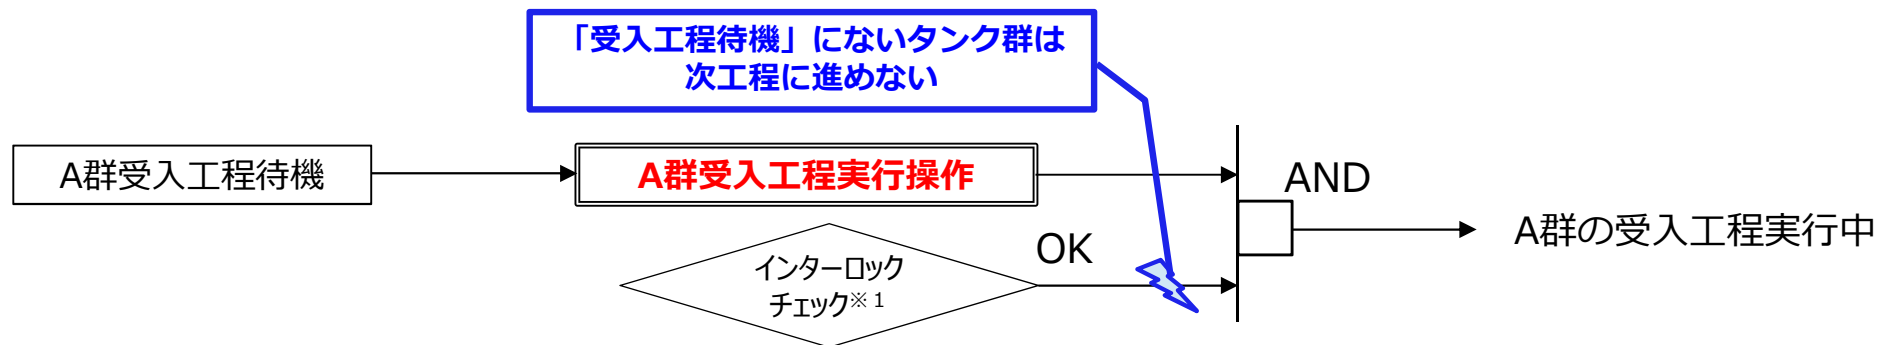 「受入工程待機」にないタンク群は
次工程に進めない
A群受入工程待機
A群受入工程実行操作
AND
A群の受入工程実行中
OK
インターロック
チェック※1